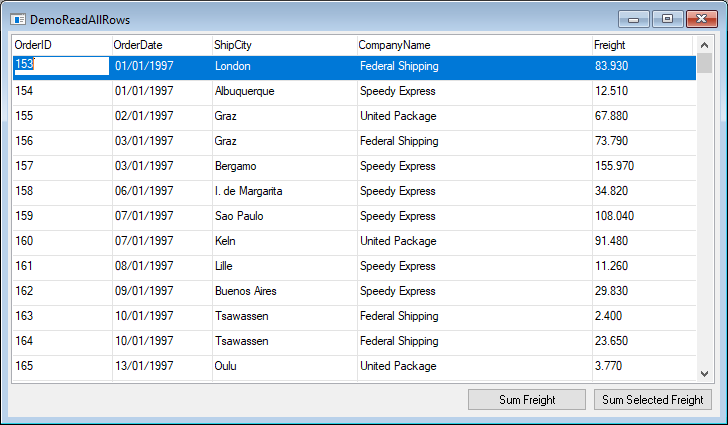 DemoReadAllRows
OrderID OrderDate ShipCity CompanyName Freight
153 01/01/1997 London Federal Shipping 83.930
154 01/01/1997 Albuquerque Speedy Express 12.510
155 02/01/1997 Graz United Package 67.880
156 03/01/1997 Graz Federal Shipping 73.790
157 03/01/1997 Bergamo Speedy Express 155.970
158 06/01/1997 I. de Margarita Speedy Express 34.820
159 07/01/1997 Sao Paulo Speedy Express 108.040
160 07/01/1997 Keln United Package 91.480
161 08/01/1997 Lille Speedy Express 11.260
162 09/01/1997 Buenos Aires Speedy Express 29.830
163 10/01/1997 Tsawassen Federal Shipping 2.400
164 10/01/1997 Tsawassen Federal Shipping 23.650
165 13/01/1997 Oulu United Package 3.770
Sum Freight Sum Selected Freight